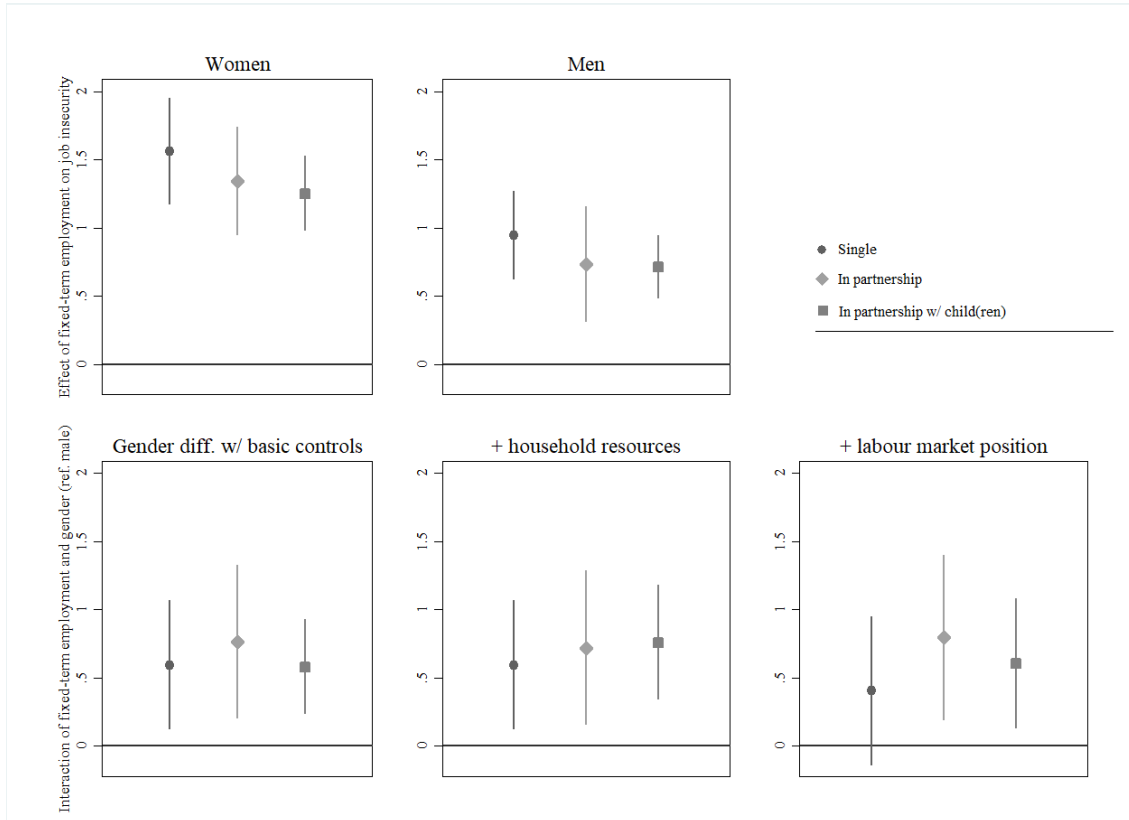 Women
Men
Effect of fixed-term employment on job insecurity
2
1.5
1
.5
0
2
1.5
1
.5
0
Single
In partnership
In partnership w/ child(ren)
Gender diff. w/ basic controls
+ household resources
+ labour market position
Interaction of fixed-term employment and gender (ref. male)
2
1.5
1
.5
0
2
1.5
1
.5
0
2
1.5
1
.5
0